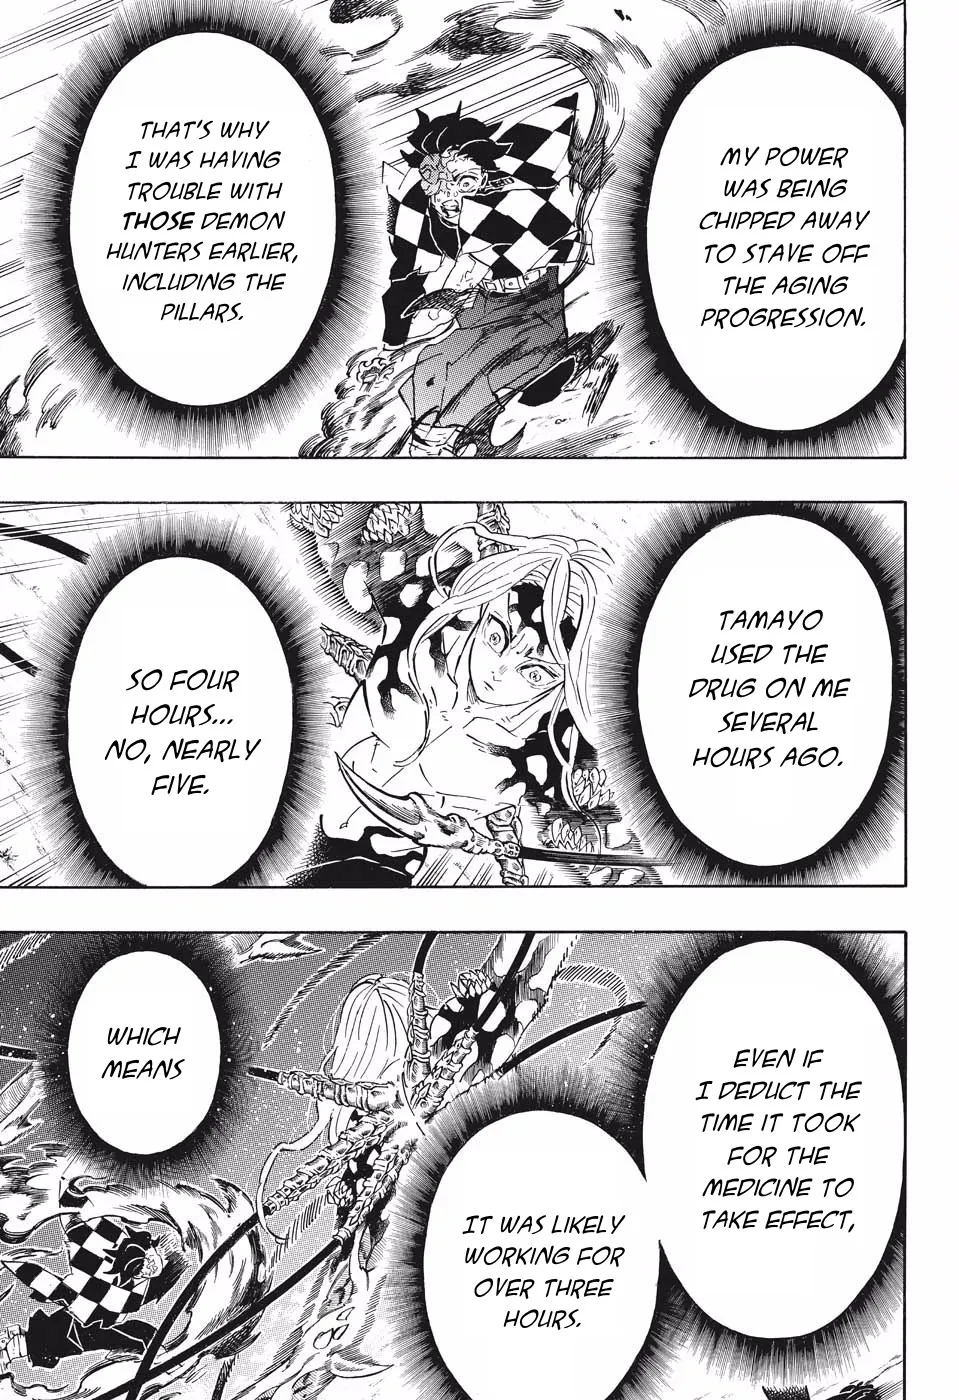 MY POWER
WAS BEING
CHIPPED AWAY
TO STAVE OFF
THE AGING
PROGRESSION.
THAT'S WHY
I WAS HAVING
TROUBLE WITH
THOSE DEMON
HUNTERS EARLIER,
INCLUDING THE
PILLARS.
TAMAYO
USED THE
DRUG ON ME
SEVERAL
HOURS AGO.
SO FOUR
HOURS...
NO, NEARLY
FIVE.
EVEN IF
I DEDUCT THE
TIME IT TOOK
FOR THE
MEDICINE TO
TAKE EFFECT,
IT WAS LIKELY
WORKING FOR
OVER THREE
HOURS.
WHICH
MEANS